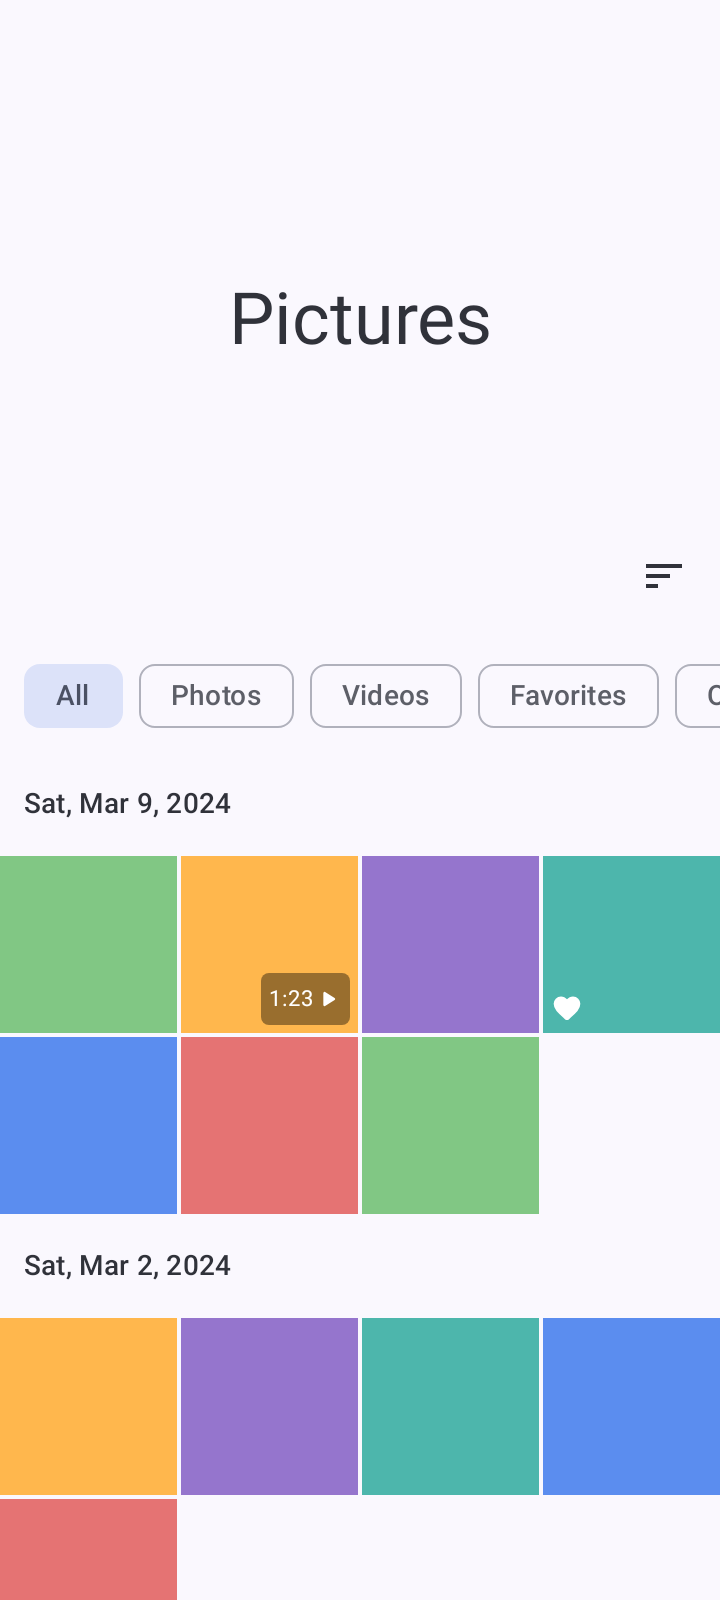 Pictures
All Photos Videos Favorites
Sat, Mar 9, 2024
1:23
Sat, Mar 2, 2024